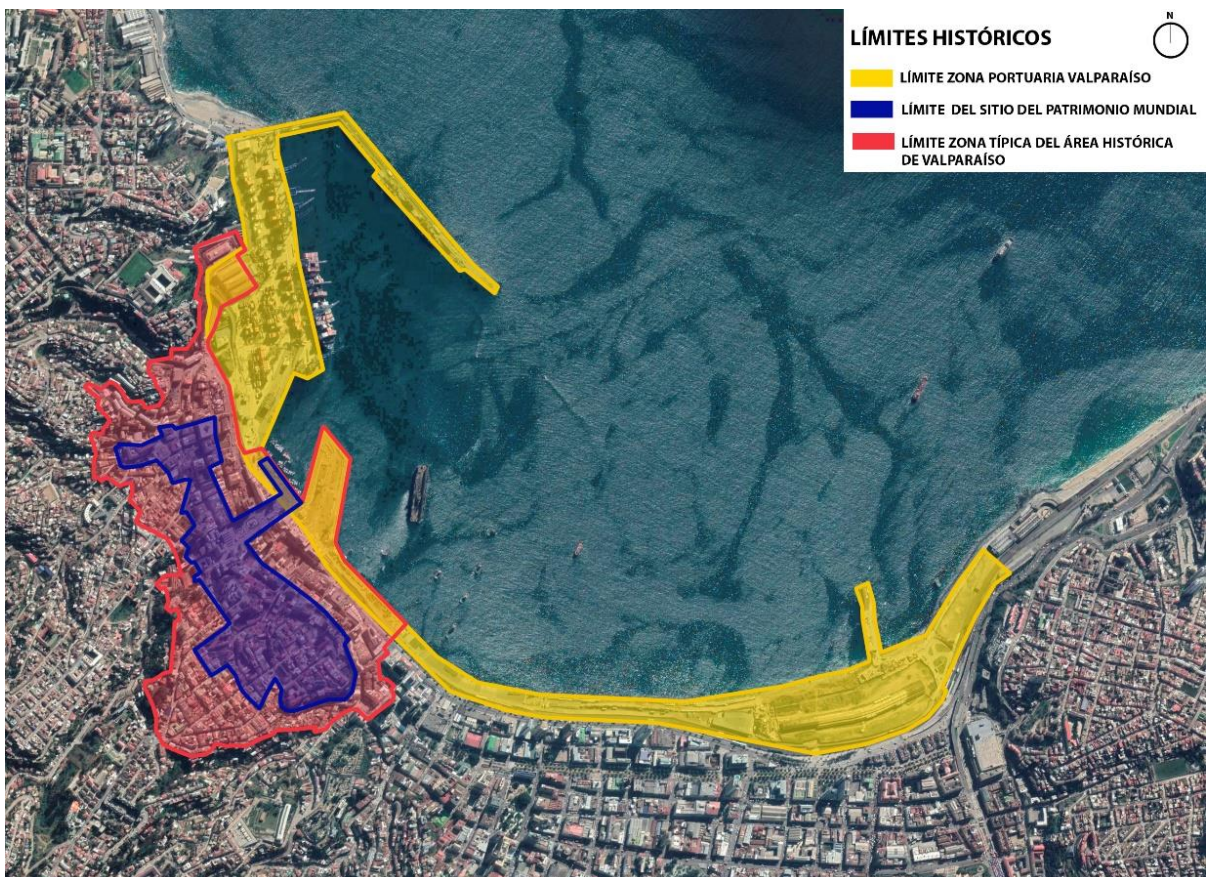 LÍMITES HISTÓRICOS
N
LÍMITE ZONA PORTUARIA VALPARAÍSO
LÍMITE DEL SITIO DEL PATRIMONIO MUNDIAL
LÍMITE ZONA TÍPICA DEL ÁREA HISTÓRICA
DE VALPARAÍSO